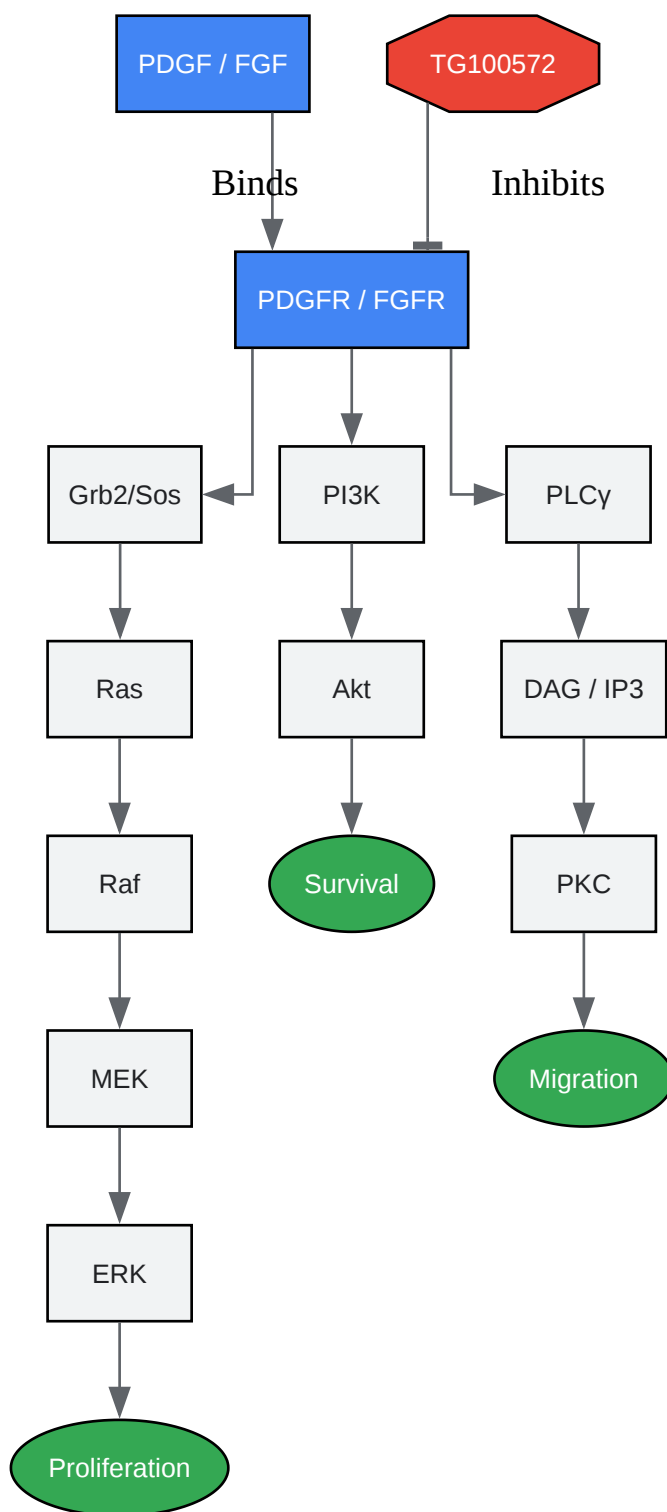 PDGF / FGF
TG100572
Binds
Inhibits
PDGFR / FGFR
Grb2/Sos
PI3K
PLCγ
Ras
Akt
DAG / IP3
Raf
Survival
PKC
MEK
Migration
ERK
Proliferation